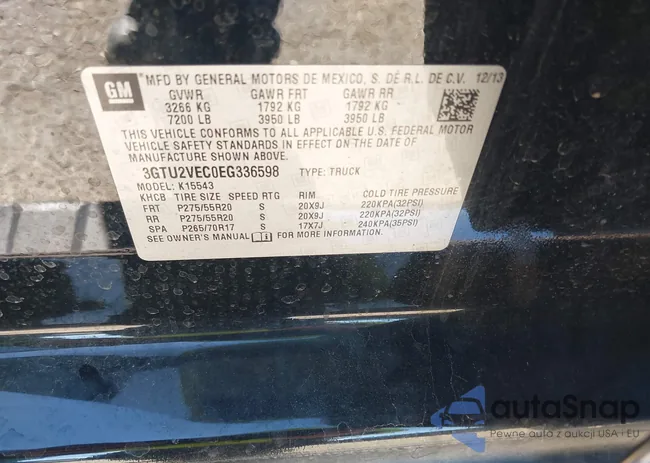 GM
MFD BY GENERAL MOTORS DE MEXICO, S. DE R.L. DE C.V. 12/13
GVWR GAWR FRT GAWR RR
3266 KG 1792 KG 1792 KG
7200 LB 3950 LB 3950 LB
THIS VEHICLE CONFORMS TO ALL APPLICABLE U.S. FEDERAL MOTOR
VEHICLE SAFETY STANDARDS IN EFFECT ON THE DATE OF
MANUFACTURE SHOWN ABOVE.
3GTU2VEC0EG336598 TYPE: TRUCK
MODEL: K15543
KHCB TIRE SIZE SPEED RTG RIM COLD TIRE PRESSURE
FRT P275/55R20 S 20X9J 220KPA(32PSI)
RR P275/55R20 S 20X9J 220KPA(32PSI)
SPA P265/70R17 S 17X7J 240KPA(35PSI)
SEE OWNER'S MANUAL FOR MORE INFORMATION.
autaSnap
Pewne auta z aukcji USA i EU